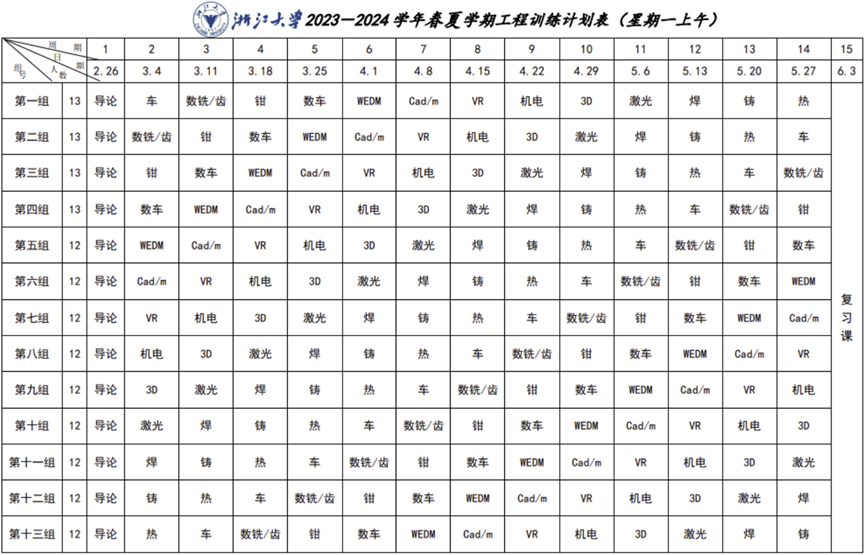 浙江大学 2023—2024学年春夏学期工程训练计划表（星期一上午）
周期 1 2 3 4 5 6 7 8 9 10 11 12 13 14 15
组号 人数 日期 2.26 3.4 3.11 3.18 3.25 4.1 4.8 4.15 4.22 4.29 5.6 5.13 5.20 5.27 6.3
第一组 13 导论 车 数铣/齿 钳 数车 WEDM Cad/m VR 机电 3D 激光 焊 铸 热
第二组 13 导论 数铣/齿 钳 数车 WEDM Cad/m VR 机电 3D 激光 焊 铸 热 车
第三组 13 导论 钳 数车 WEDM Cad/m VR 机电 3D 激光 焊 铸 热 车 数铣/齿
第四组 13 导论 数车 WEDM Cad/m VR 机电 3D 激光 焊 铸 热 车 数铣/齿 钳
第五组 12 导论 WEDM Cad/m VR 机电 3D 激光 焊 铸 热 车 数铣/齿 钳 数车
第六组 12 导论 Cad/m VR 机电 3D 激光 焊 铸 热 车 数铣/齿 钳 数车 WEDM
第七组 12 导论 VR 机电 3D 激光 焊 铸 热 车 数铣/齿 钳 数车 WEDM Cad/m
第八组 12 导论 机电 3D 激光 焊 铸 热 车 数铣/齿 钳 数车 WEDM Cad/m VR
第九组 12 导论 3D 激光 焊 铸 热 车 数铣/齿 钳 数车 WEDM Cad/m VR 机电
第十组 12 导论 激光 焊 铸 热 车 数铣/齿 钳 数车 WEDM Cad/m VR 机电 3D
第十一组 12 导论 焊 铸 热 车 数铣/齿 钳 数车 WEDM Cad/m VR 机电 3D 激光
第十二组 12 导论 铸 热 车 数铣/齿 钳 数车 WEDM Cad/m VR 机电 3D 激光 焊
第十三组 12 导论 热 车 数铣/齿 钳 数车 WEDM Cad/m VR 机电 3D 激光 焊 铸
复习课